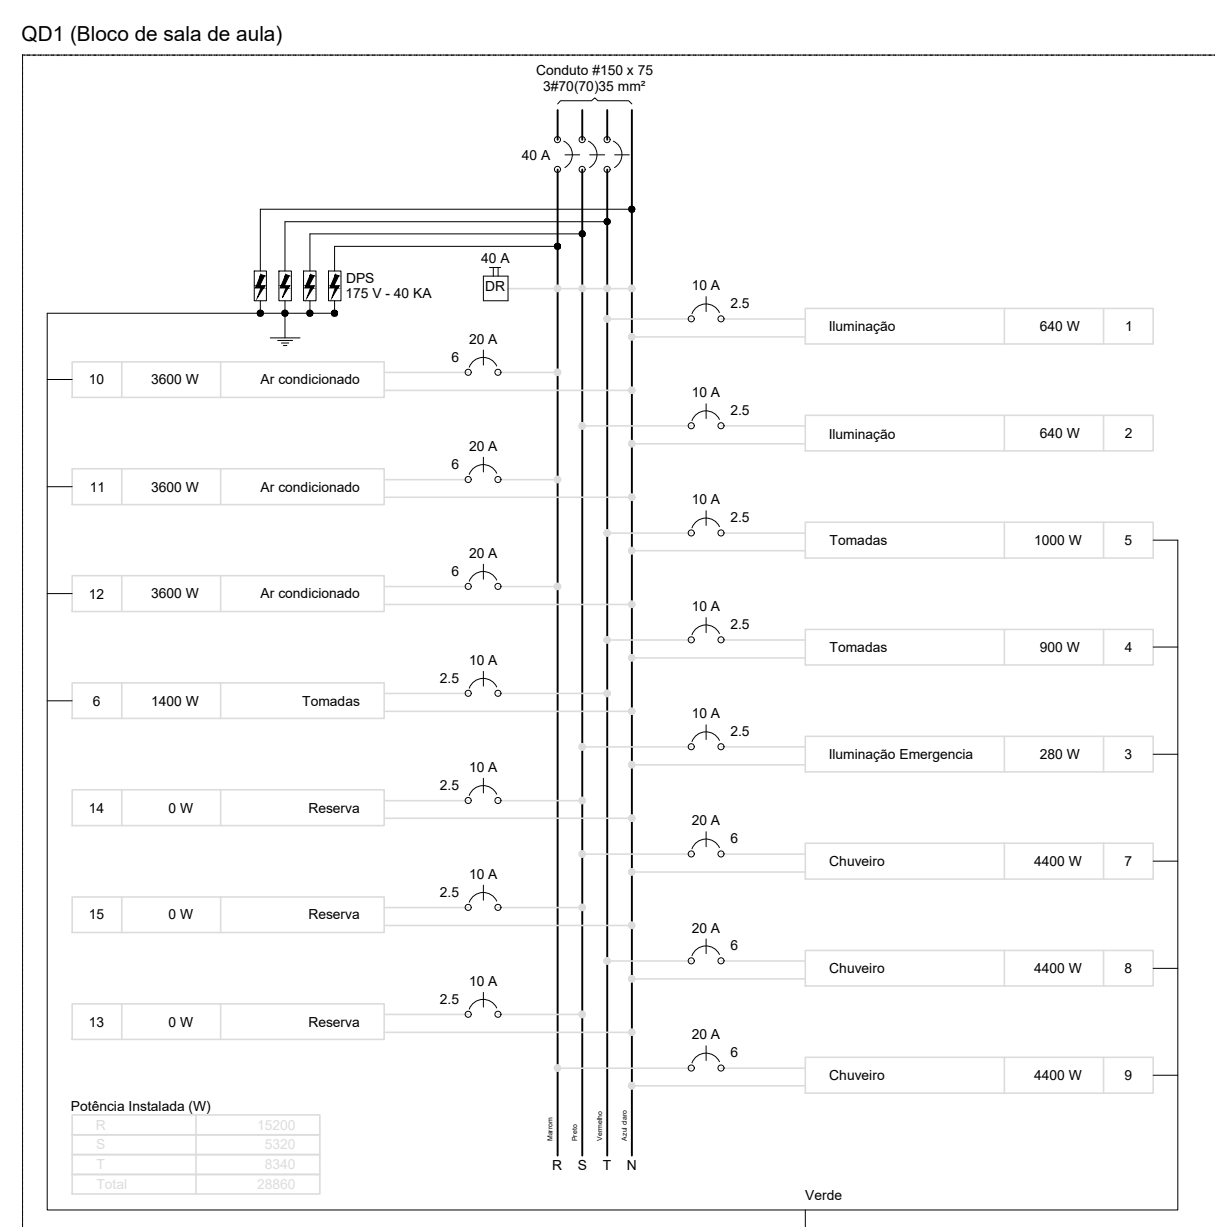 QD1 (Bloco de sala de aula)
Conduto #150 x 75
3#70(70)35 mm²
40 A
DPS
175 V - 40 KA
40 A
DR
10 A
2.5
Iluminação 640 W 1
20 A
6
10 3600 W Ar condicionado
10 A
2.5
Iluminação 640 W 2
20 A
6
11 3600 W Ar condicionado
10 A
2.5
Tomadas 1000 W 5
20 A
6
12 3600 W Ar condicionado
10 A
2.5
Tomadas 900 W 4
10 A
2.5
6 1400 W Tomadas
10 A
2.5
Iluminação Emergencia 280 W 3
10 A
2.5
14 0 W Reserva
20 A
6
Chuveiro 4400 W 7
10 A
2.5
15 0 W Reserva
20 A
6
Chuveiro 4400 W 8
10 A
2.5
13 0 W Reserva
20 A
6
Chuveiro 4400 W 9
Potência Instalada (W)
R 15200
S 5320
T 8340
Total 28860
Marrom
Preto
Vermelho
Azul claro
R S T N
Verde